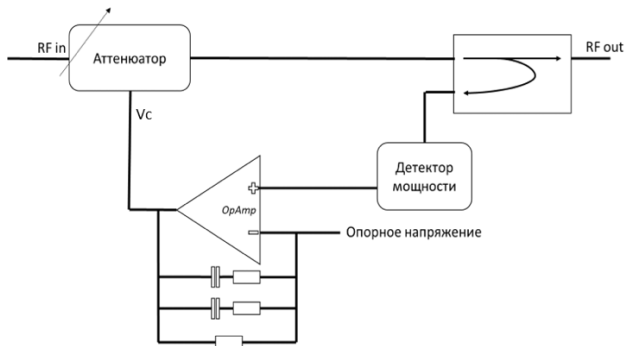 RF in
Аттенюатор
RF out
Vc
Детектор
мощности
OpAmp
Опорное напряжение